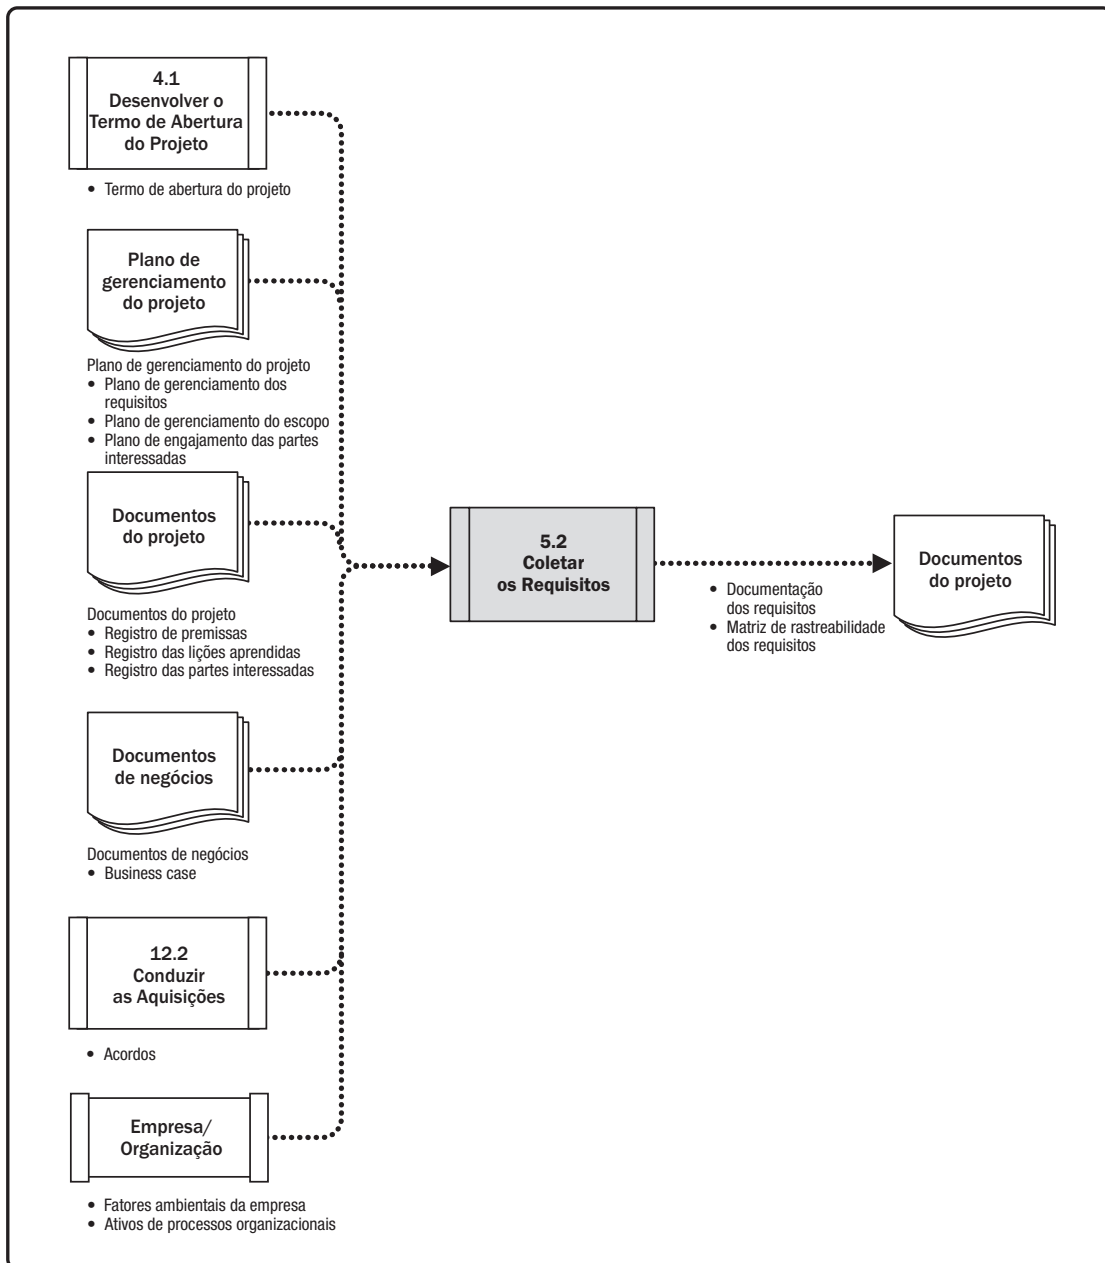 4.1
Desenvolver o
Termo de Abertura
do Projeto
• Termo de abertura do projeto
Plano de
gerenciamento
do projeto
Plano de gerenciamento do projeto
• Plano de gerenciamento dos
requisitos
• Plano de gerenciamento do escopo
• Plano de engajamento das partes
interessadas
Documentos
do projeto
Documentos do projeto
• Registro de premissas
• Registro das lições aprendidas
• Registro das partes interessadas
Documentos
de negócios
Documentos de negócios
• Business case
12.2
Conduzir
as Aquisições
• Acordos
Empresa/
Organização
• Fatores ambientais da empresa
• Ativos de processos organizacionais
5.2
Coletar
os Requisitos
• Documentação
dos requisitos
• Matriz de rastreabilidade
dos requisitos
Documentos
do projeto